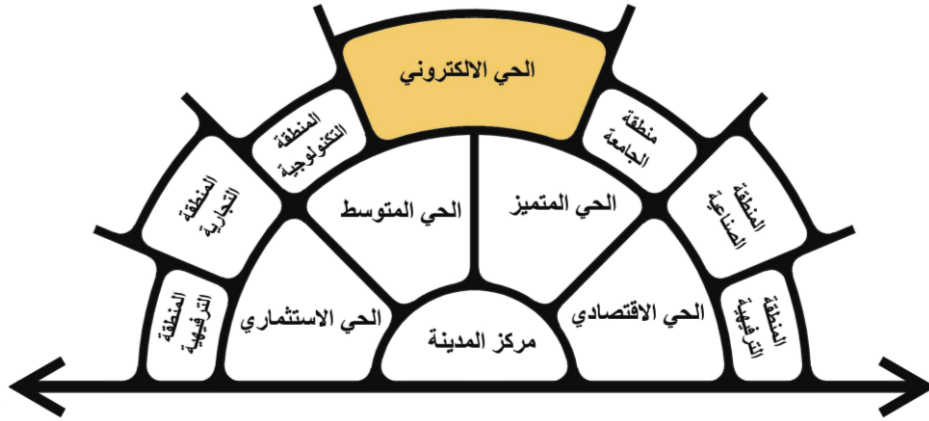 الحي الالكتروني
منطقة
الجامعة
المنطقة
التكنولوجية
المنطقة
الصناعية
المنطقة
التجارية
الحي المتميز
الحي المتوسط
المنطقة
الترفيهية
الحي الاقتصادي
مركز المدينة
الحي الاستثماري
المنطقة
الترفيهية